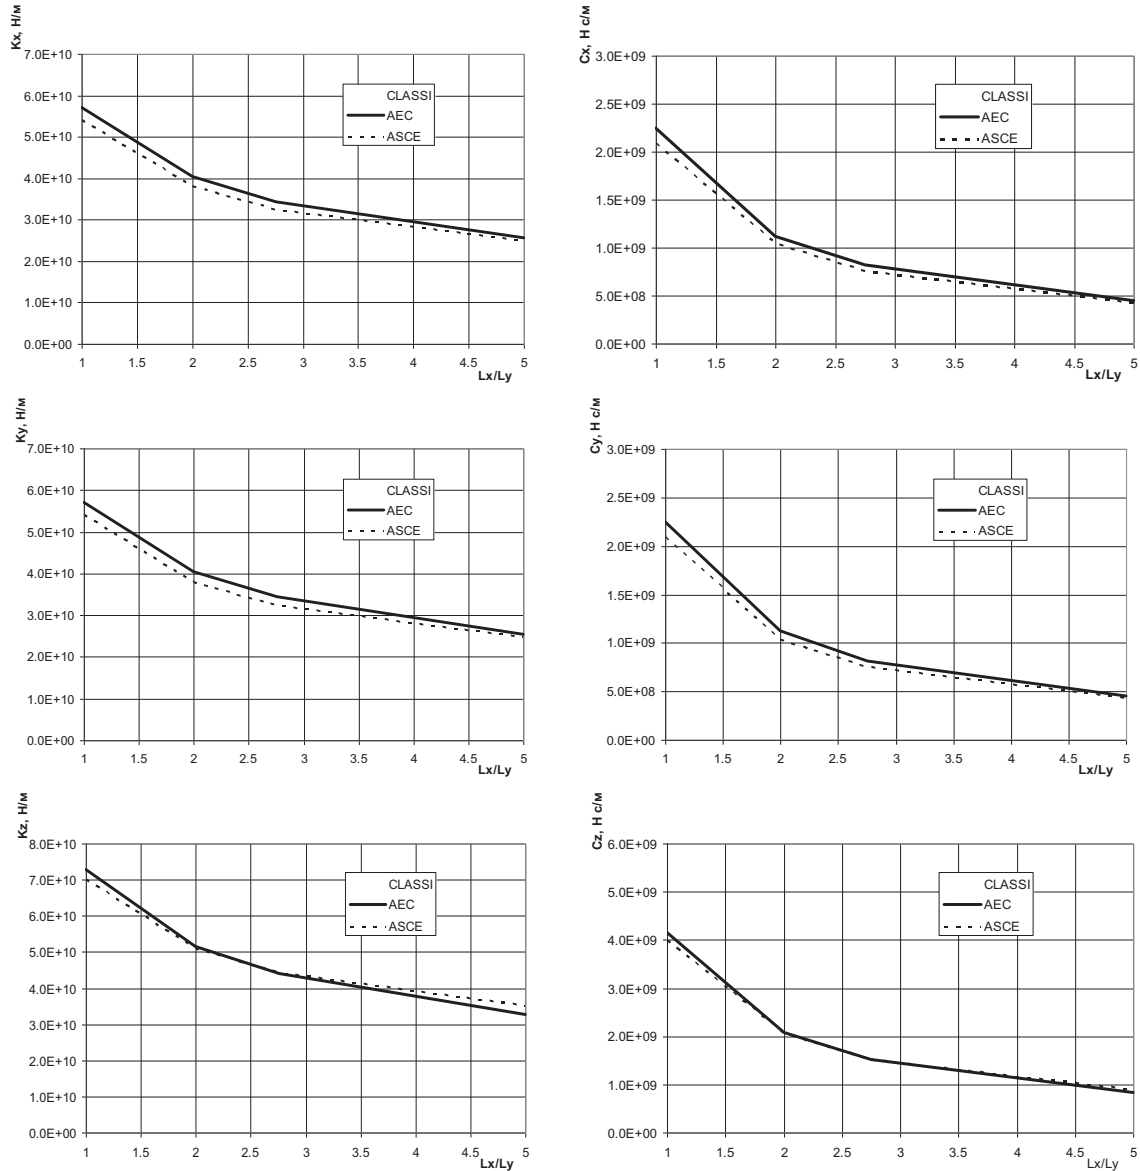 Kx, Н/м
7.0E+10
6.0E+10
5.0E+10
4.0E+10
3.0E+10
2.0E+10
1.0E+10
0.0E+00
CLASSI
AEC
ASCE
1 1.5 2 2.5 3 3.5 4 4.5 5
Lx/Ly
Cx, Н с/м
3.0E+09
2.5E+09
2.0E+09
1.5E+09
1.0E+09
5.0E+08
0.0E+00
CLASSI
AEC
ASCE
1 1.5 2 2.5 3 3.5 4 4.5 5
Lx/Ly
Ky, Н/м
7.0E+10
6.0E+10
5.0E+10
4.0E+10
3.0E+10
2.0E+10
1.0E+10
0.0E+00
CLASSI
AEC
ASCE
1 1.5 2 2.5 3 3.5 4 4.5 5
Lx/Ly
Cy, Н с/м
3.0E+09
2.5E+09
2.0E+09
1.5E+09
1.0E+09
5.0E+08
0.0E+00
CLASSI
AEC
ASCE
1 1.5 2 2.5 3 3.5 4 4.5 5
Lx/Ly
Kz, Н/м
8.0E+10
7.0E+10
6.0E+10
5.0E+10
4.0E+10
3.0E+10
2.0E+10
1.0E+10
0.0E+00
CLASSI
AEC
ASCE
1 1.5 2 2.5 3 3.5 4 4.5 5
Lx/Ly
Cz, Н с/м
6.0E+09
5.0E+09
4.0E+09
3.0E+09
2.0E+09
1.0E+09
0.0E+00
CLASSI
AEC
ASCE
1 1.5 2 2.5 3 3.5 4 4.5 5
Lx/Ly